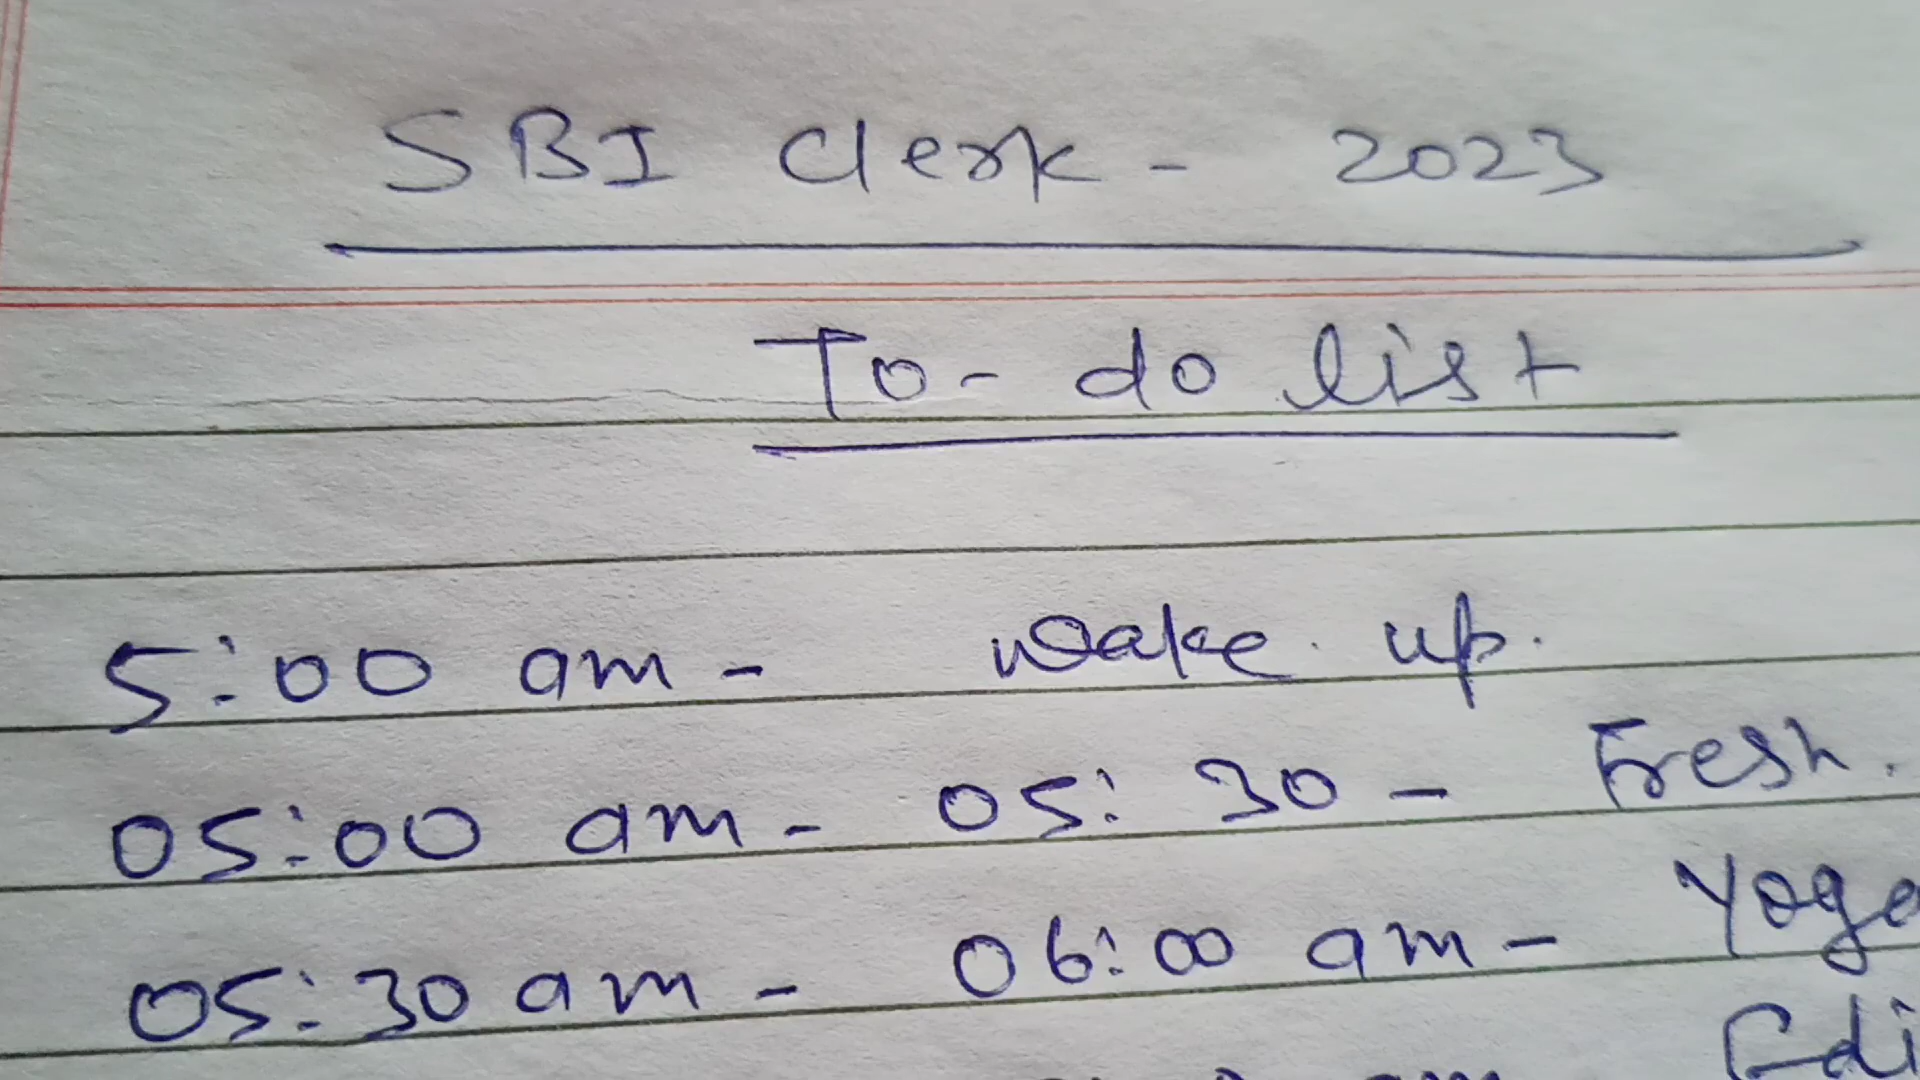 SBI Clerk - 2023
To-do list
5:00 am - Wake up.
05:00 am - 05:30 - Fresh.
05:30 am - 06:00 am - Yoga